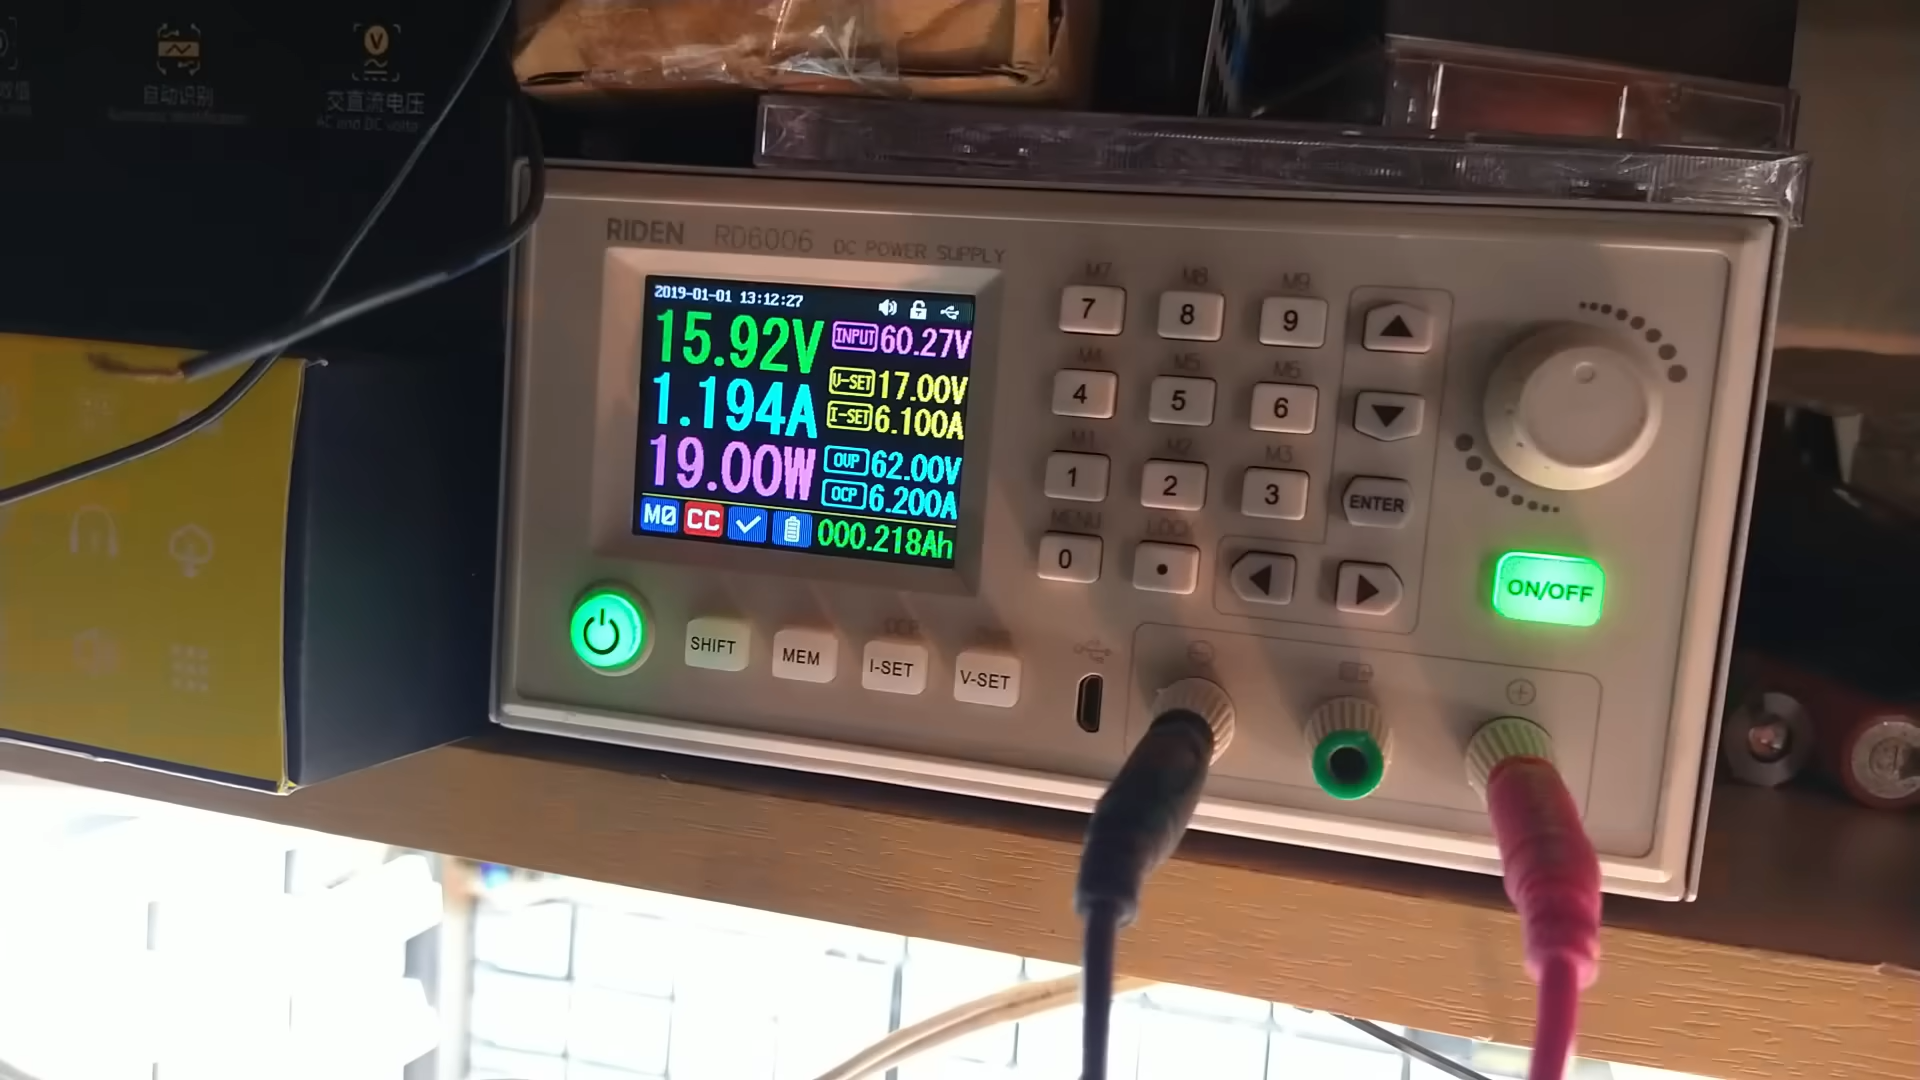 自动识别
Automatic identification
V
交直流电压
AC and DC volta
RIDEN RD6006 DC POWER SUPPLY
2019-01-01 13:12:27
15.92V
INPUT 60.27V
1.194A
V-SET 17.00V
I-SET 6.100A
19.00W
OVP 62.00V
OCP 6.200A
M0 CC 000.218Ah
M7 M8 M9
7 8 9
M4 M5 M6
4 5 6
M1 M2 M3
1 2 3 ENTER
MENU LOCK
0 .
ON/OFF
OCP
SHIFT MEM I-SET V-SET